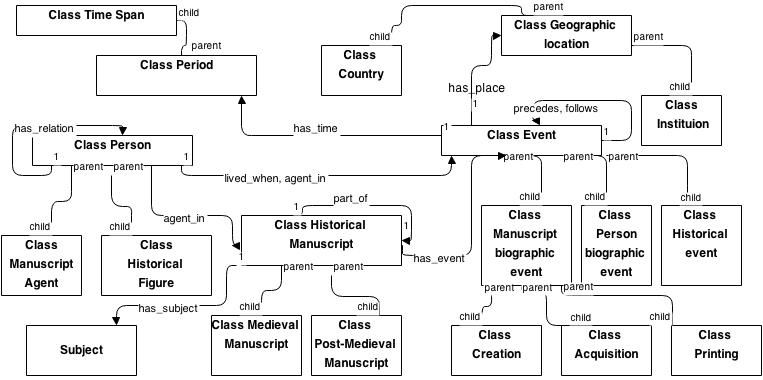 Class Time Span
child
parent
Class Period
parent
child
Class Country
Class Geographic location
parent
child
Class Instituion
has_place
1
precedes, follows
1
Class Event
1
has_time
has_relation
Class Person
1
1
parent
parent
lived_when, agent_in
parent
parent
parent
child
child
child
child
child
Class Manuscript Agent
Class Historical Figure
agent_in
part_of
1
1
Class Historical Manuscript
1
has_event
Class Manuscript biographic event
Class Person biographic event
Class Historical event
parent
parent
parent
parent
parent
has_subject
child
child
child
child
child
Subject
Class Medieval Manuscript
Class Post-Medieval Manuscript
Class Creation
Class Acquisition
Class Printing